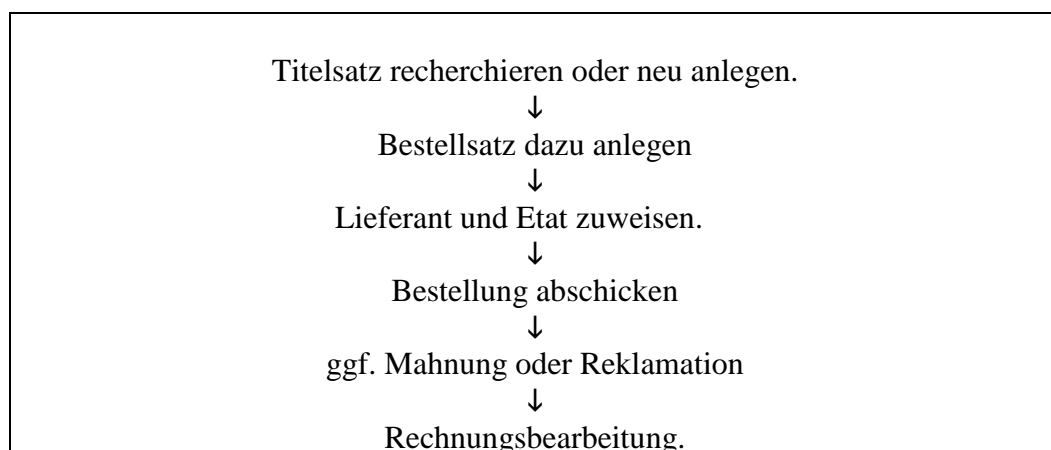 Titelsatz recherchieren oder neu anlegen.
↓
Bestellsatz dazu anlegen
↓
Lieferant und Etat zuweisen.
↓
Bestellung abschicken
↓
ggf. Mahnung oder Reklamation
↓
Rechnungsbearbeitung.